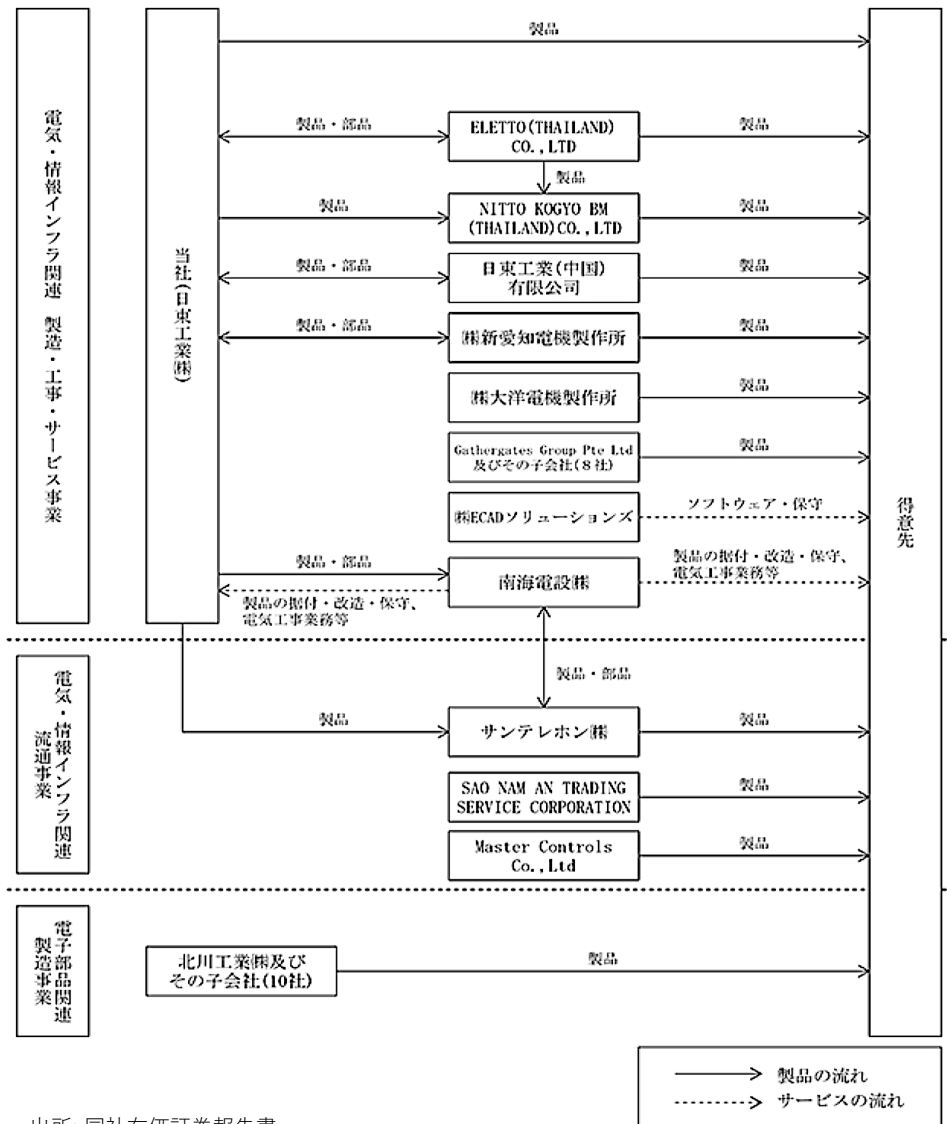 電気・情報インフラ関連 製造・工事・サービス事業
当社(日東工業㈱)
製品
得意先
製品・部品
ELETTO(THAILAND)
CO.,LTD
製品
製品
製品
NITTO KOGYO BM
(THAILAND)CO.,LTD
製品
製品・部品
日東工業(中国)
有限公司
製品
製品・部品
㈱新愛知電機製作所
製品
㈱大洋電機製作所
製品
Gathergates Group Pte Ltd
及びその子会社(8社)
製品
㈱ECADソリューションズ
ソフトウェア・保守
製品・部品
南海電設㈱
製品の据付・改造・保守、
電気工事業務等
製品の据付・改造・保守、
電気工事業務等
電気・情報インフラ関連
流通事業
製品・部品
製品
サンテレホン㈱
製品
SAO NAM AN TRADING
SERVICE CORPORATION
製品
Master Controls
Co.,Ltd
製品
電子部品関連
製造事業
北川工業㈱及び
その子会社(10社)
製品
製品の流れ
サービスの流れ
出所:同社有価証券報告書